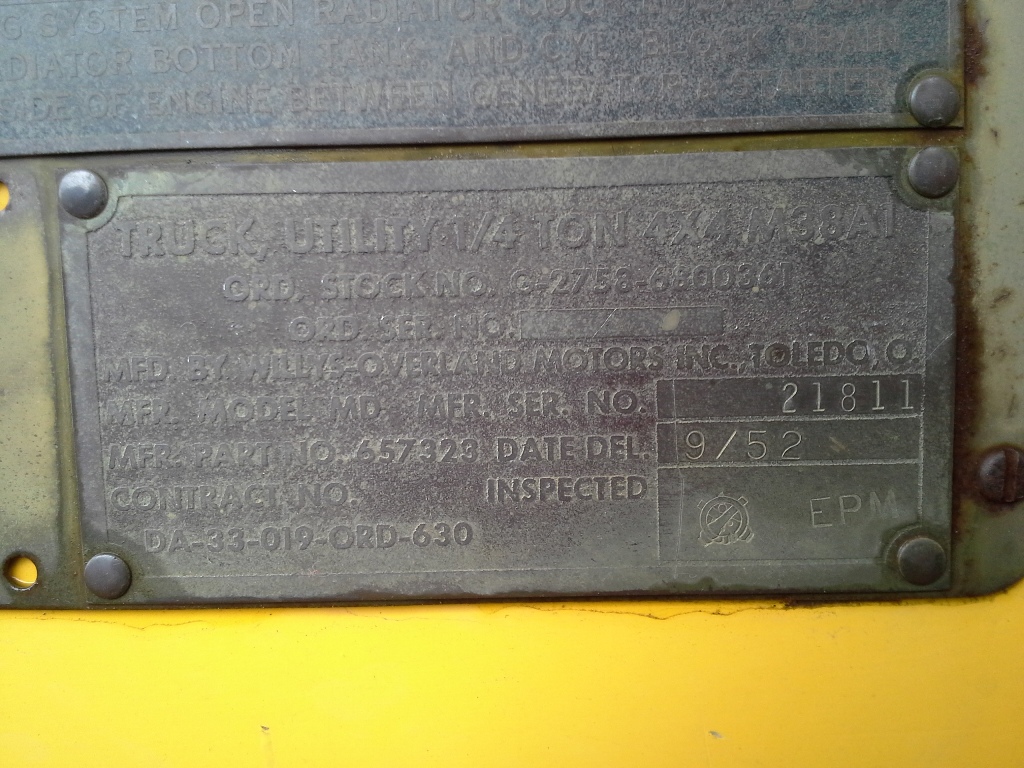 G SYSTEM OPEN RADIATOR
RADIATOR BOTTOM TANK AND CYL. BLOCK DRAIN
SIDE OF ENGINE BETWEEN GENERATOR & STARTER
TRUCK, UTILITY 1/4 TON 4X4 M38A1
ORD. STOCK NO. G-2758-6800361
ORD. SER. NO.
MFD. BY WILLYS-OVERLAND MOTORS INC., TOLEDO, O.
MFR. MODEL MD MFR. SER. NO. 21811
MFR. PART NO. 657323 DATE DEL. 9/52
CONTRACT NO. INSPECTED EPM
DA-33-019-ORD-630